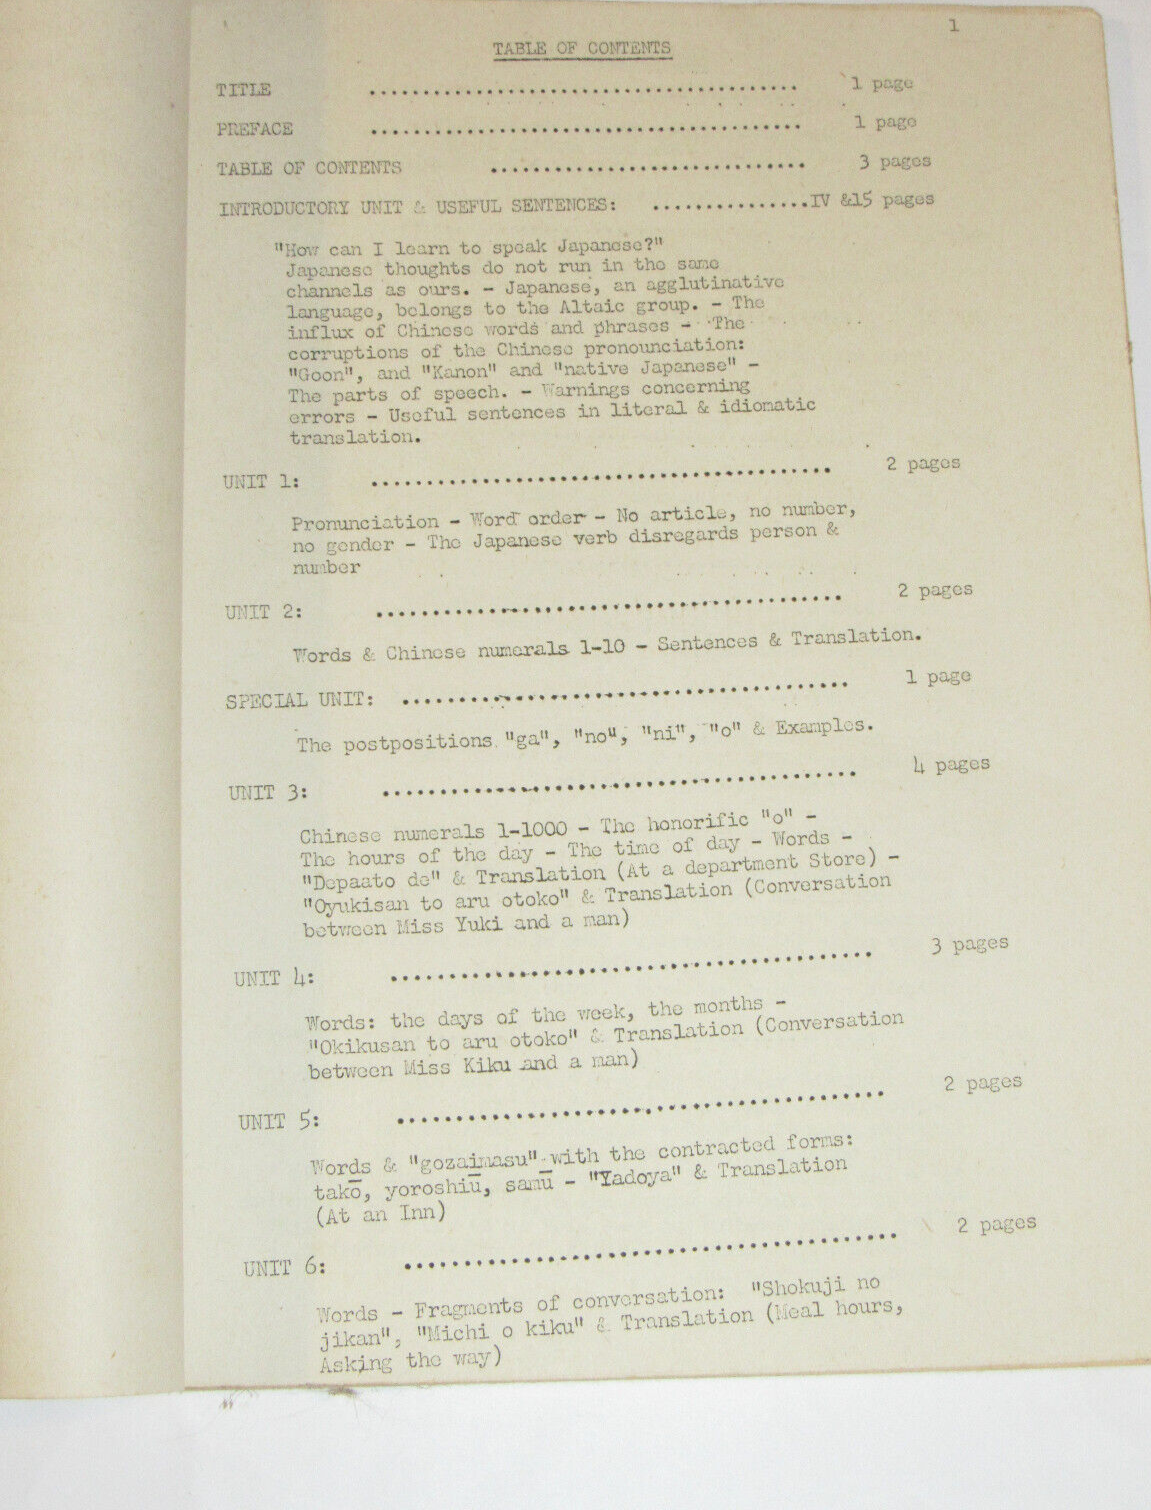 1
TABLE OF CONTENTS
TITLE ........................................ 1 page
PREFACE ........................................ 1 page
TABLE OF CONTENTS .............................. 3 pages
INTRODUCTORY UNIT & USEFUL SENTENCES: ...............IV &15 pages
"How can I learn to speak Japanese?"
Japanese thoughts do not run in the same
channels as ours. - Japanese, an agglutinative
language, belongs to the Altaic group. - The
influx of Chinese words and phrases - The
corruptions of the Chinese pronounciation:
"Goon", and "Kanon" and "native Japanese" -
The parts of speech. - Warnings concerning
errors - Useful sentences in literal & idiomatic
translation.
UNIT 1: ........................................ 2 pages
Pronunciation - Word order - No article, no number,
no gender - The Japanese verb disregards person &
number
UNIT 2: ........................................ 2 pages
Words & Chinese numerals 1-10 - Sentences & Translation.
SPECIAL UNIT: ...................................... 1 page
The postpositions "ga", "no", "ni", "o" & Examples.
UNIT 3: ........................................ 4 pages
Chinese numerals 1-1000 - The honorific "o" -
The hours of the day - The time of day - Words -
"Depaato de" & Translation (At a department Store) -
"Oyukisan to aru otoko" & Translation (Conversation
between Miss Yuki and a man)
UNIT 4: ........................................ 3 pages
Words: the days of the week, the months -
"Okikusan to aru otoko" & Translation (Conversation
between Miss Kiku and a man)
UNIT 5: ........................................ 2 pages
Words & "gozaimasu" with the contracted forms:
takō, yoroshiū, samū - "Yadoya" & Translation
(At an Inn)
UNIT 6: ........................................ 2 pages
Words - Fragments of conversation: "Shokuji no
jikan", "Michi o kiku" & Translation (Meal hours,
Asking the way)